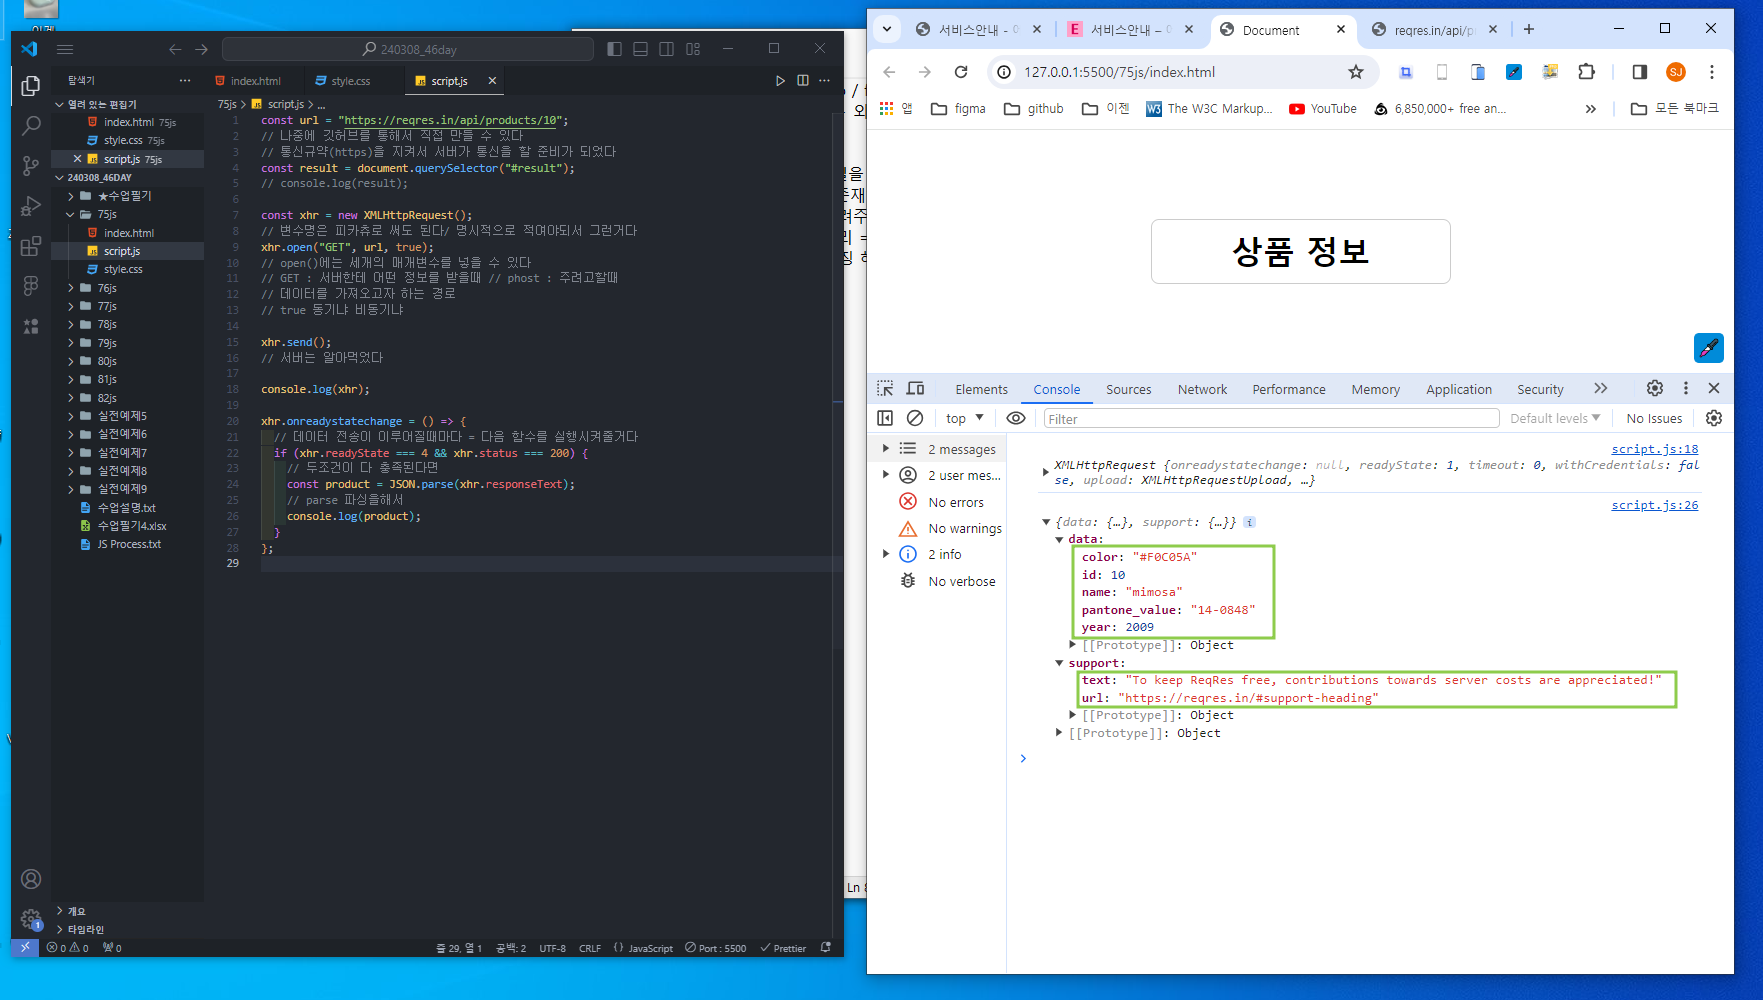 240308_46day
탐색기
index.html
style.css
script.js
열려 있는 편집기
index.html 75js
style.css 75js
script.js 75js
240308_46DAY
★수업필기
75js
index.html
script.js
style.css
76js
77js
78js
79js
80js
81js
82js
실전예제5
실전예제6
실전예제7
실전예제8
실전예제9
수업설명.txt
수업필기4.xlsx
JS Process.txt
개요
타임라인
75js > script.js > ...
1 const url = "https://reqres.in/api/products/10";
2 // 나중에 깃허브를 통해서 직접 만들 수 있다
3 // 통신규약(https)을 지켜서 서버가 통신을 할 준비가 되었다
4 const result = document.querySelector("#result");
5 // console.log(result);
6
7 const xhr = new XMLHttpRequest();
8 // 변수명은 피카츄로 써도 된다/ 명시적으로 적여야되서 그런거다
9 xhr.open("GET", url, true);
10 // open()에는 세개의 매개변수를 넣을 수 있다
11 // GET : 서버한데 어떤 정보를 받을때 // phost : 주려고할때
12 // 데이터를 가져오고자 하는 경로
13 // true 동기냐 비동기냐
14
15 xhr.send();
16 // 서버는 알아먹었다
17
18 console.log(xhr);
19
20 xhr.onreadystatechange = () => {
21 // 데이터 전송이 이루어질때마다 = 다음 함수를 실행시켜줄거다
22 if (xhr.readyState === 4 && xhr.status === 200) {
23 // 두조건이 다 충족된다면
24 const product = JSON.parse(xhr.responseText);
25 // parse 파싱을해서
26 console.log(product);
27 }
28 };
29
1
0 0 0
줄 29, 열 1 공백: 2 UTF-8 CRLF {} JavaScript Port : 5500 Prettier
Ln
서비스안내 -
서비스안내 –
Document
reqres.in/api/p
127.0.0.1:5500/75js/index.html
SJ
앱 figma github 이젠 The W3C Markup... YouTube 6,850,000+ free an... » 모든 북마크
상품 정보
Elements Console Sources Network Performance Memory Application Security
top Filter Default levels No Issues
2 messages
2 user mes...
No errors
No warnings
2 info
No verbose
script.js:18
XMLHttpRequest {onreadystatechange: null, readyState: 1, timeout: 0, withCredentials: fal
se, upload: XMLHttpRequestUpload, …}
script.js:26
{data: {…}, support: {…}} i
data:
color: "#F0C05A"
id: 10
name: "mimosa"
pantone_value: "14-0848"
year: 2009
[[Prototype]]: Object
support:
text: "To keep ReqRes free, contributions towards server costs are appreciated!"
url: "https://reqres.in/#support-heading"
[[Prototype]]: Object
[[Prototype]]: Object